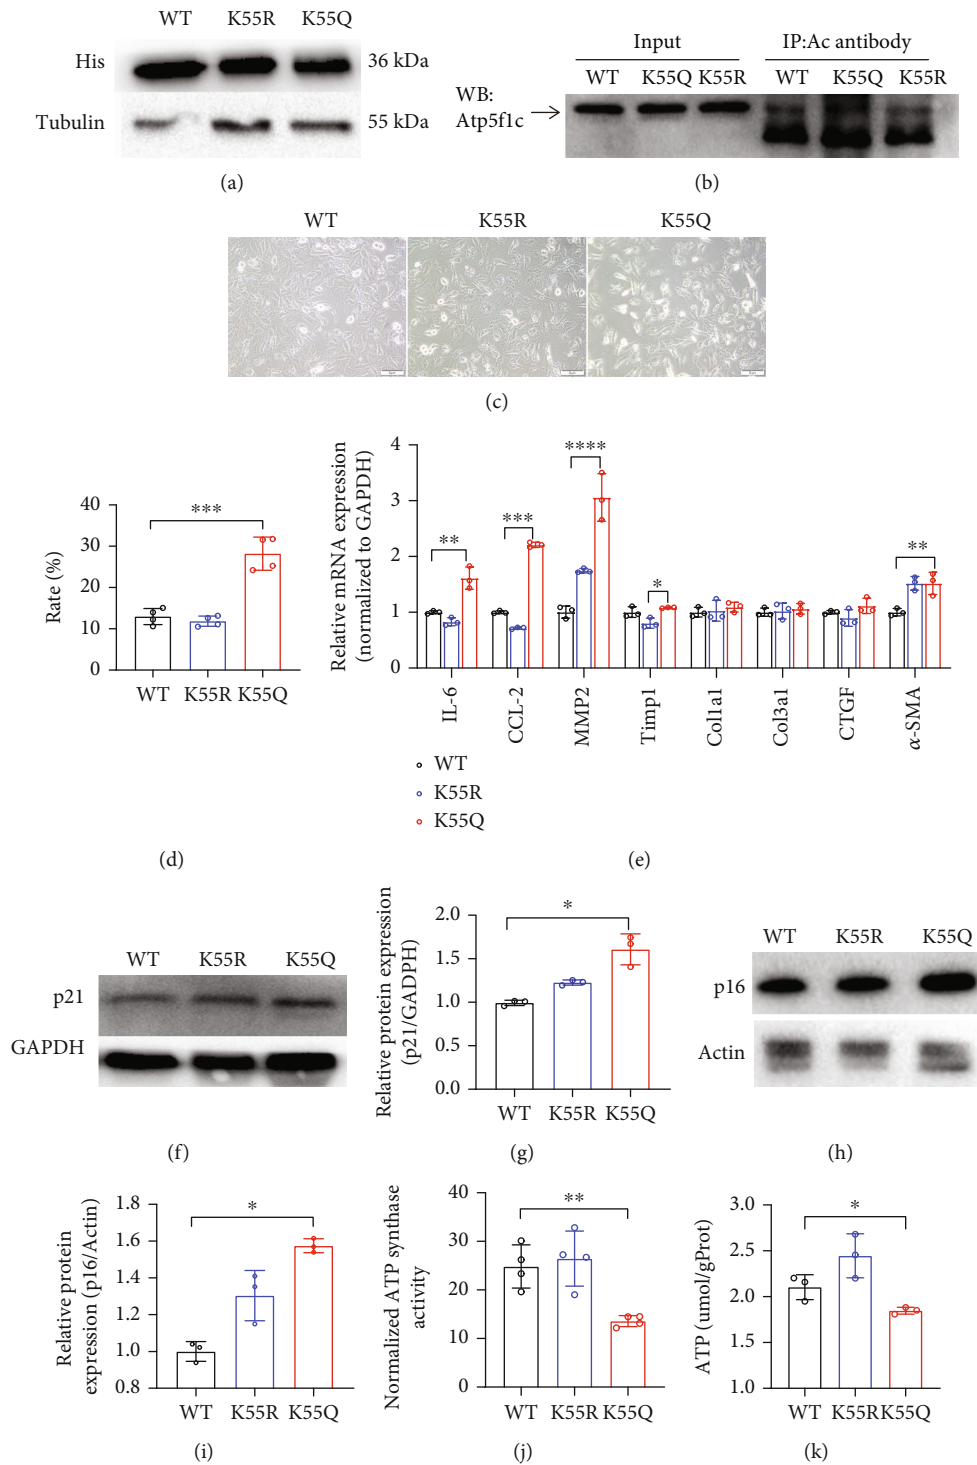 WT K55R K55Q
His 36 kDa
Tubulin 55 kDa
(a)
Input IP:Ac antibody
WT K55Q K55R WT K55Q K55R
WB:
Atp5f1c
(b)
WT K55R K55Q
(c)
Rate (%)
40
30
20
10
0
***
WT K55R K55Q
(d)
Relative mRNA expression
(normalized to GAPDH)
4
3
2
1
0
** *** **** * **
IL-6 CCL-2 MMP2 Timp1 Col1a1 Col3a1 CTGF α-SMA
WT
K55R
K55Q
(e)
WT K55R K55Q
p21
GAPDH
(f)
Relative protein expression
(p21/GADPH)
2.0
1.5
1.0
0.5
0.0
*
WT K55R K55Q
(g)
WT K55R K55Q
p16
Actin
(h)
Relative protein
expression (p16/Actin)
1.8
1.6
1.4
1.2
1.0
0.8
*
WT K55R K55Q
(i)
Normalized ATP synthase
activity
40
30
20
10
0
**
WT K55R K55Q
(j)
ATP (umol/gProt)
3.0
2.5
2.0
1.5
1.0
*
WT K55R K55Q
(k)